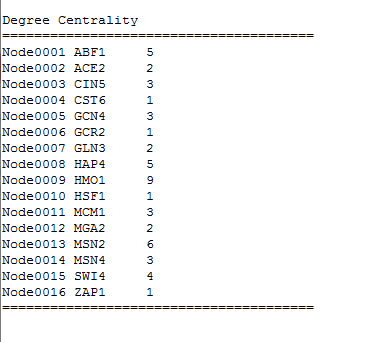 Degree Centrality
=======================================
Node0001 ABF1     5
Node0002 ACE2     2
Node0003 CIN5     3
Node0004 CST6     1
Node0005 GCN4     3
Node0006 GCR2     1
Node0007 GLN3     2
Node0008 HAP4     5
Node0009 HMO1     9
Node0010 HSF1     1
Node0011 MCM1     3
Node0012 MGA2     2
Node0013 MSN2     6
Node0014 MSN4     3
Node0015 SWI4     4
Node0016 ZAP1     1
=======================================